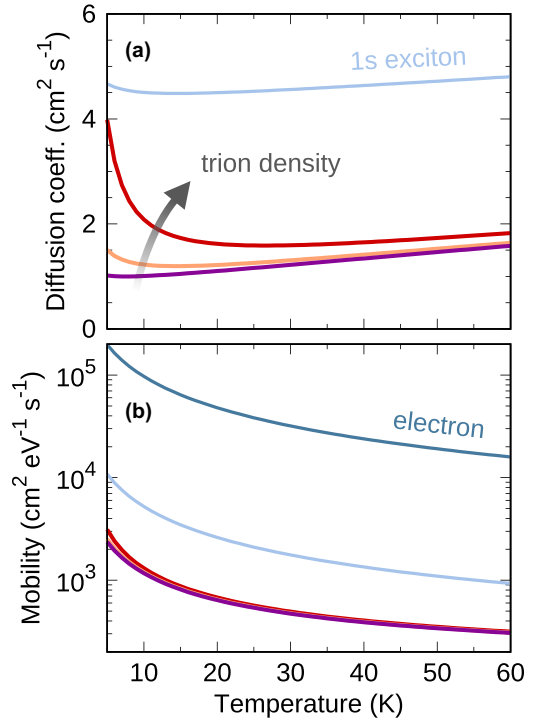 6
(a)
1s exciton
4
trion density
2
0
Diffusion coeff. (cm² s⁻¹)
10⁵
(b)
electron
10⁴
10³
Mobility (cm² eV⁻¹ s⁻¹)
10 20 30 40 50 60
Temperature (K)